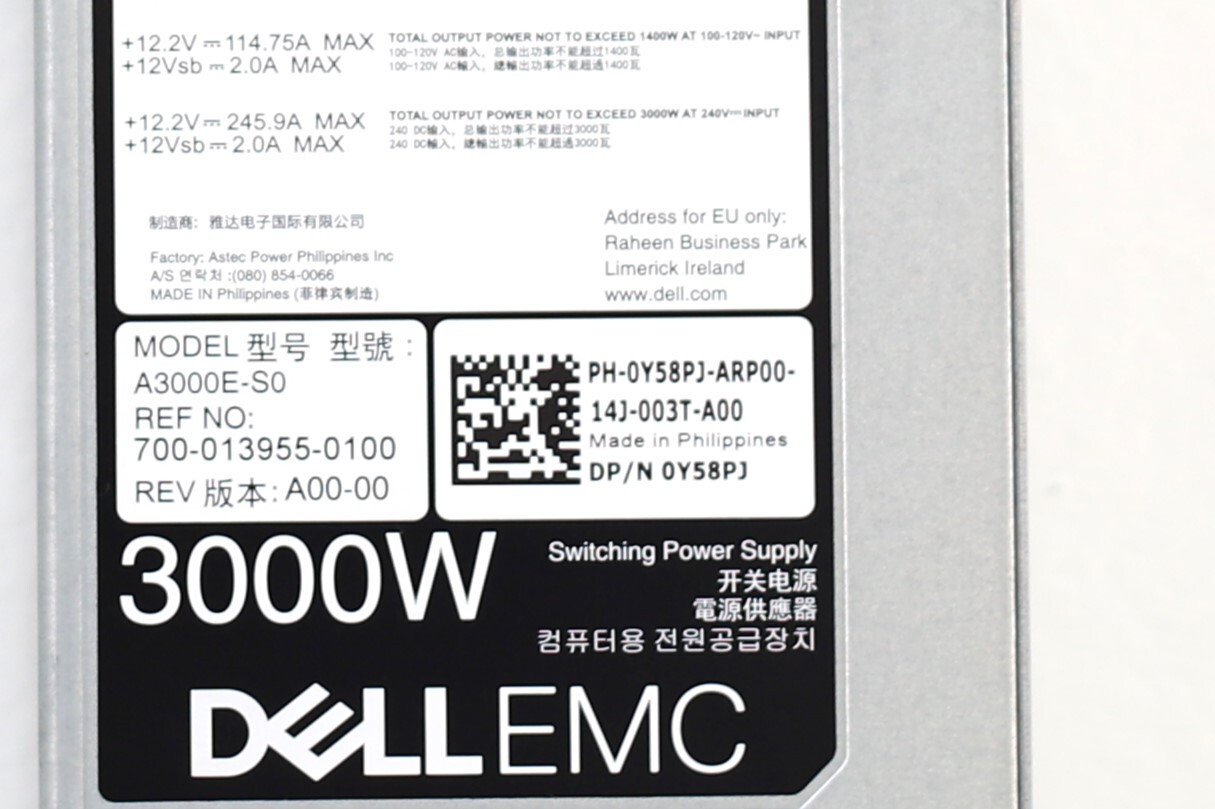 +12.2V ⎓ 114.75A MAX TOTAL OUTPUT POWER NOT TO EXCEED 1400W AT 100-120V~ INPUT
100-120V AC输入, 总输出功率不能超过1400瓦
+12Vsb ⎓ 2.0A MAX 100-120V AC輸入, 總輸出功率不能超過1400瓦
+12.2V ⎓ 245.9A MAX TOTAL OUTPUT POWER NOT TO EXCEED 3000W AT 240V⎓ INPUT
240 DC输入, 总输出功率不能超过3000瓦
+12Vsb ⎓ 2.0A MAX 240 DC輸入, 總輸出功率不能超過3000瓦
制造商: 雅达电子国际有限公司
Factory: Astec Power Philippines Inc
A/S 연락처 :(080) 854-0066
MADE IN Philippines (菲律宾制造)
Address for EU only:
Raheen Business Park
Limerick Ireland
www.dell.com
MODEL 型号 型號 :
A3000E-S0
REF NO:
700-013955-0100
REV 版本: A00-00
PH-0Y58PJ-ARP00-
14J-003T-A00
Made in Philippines
DP/N 0Y58PJ
3000W
Switching Power Supply
开关电源
電源供應器
컴퓨터용 전원공급장치
DELLEMC